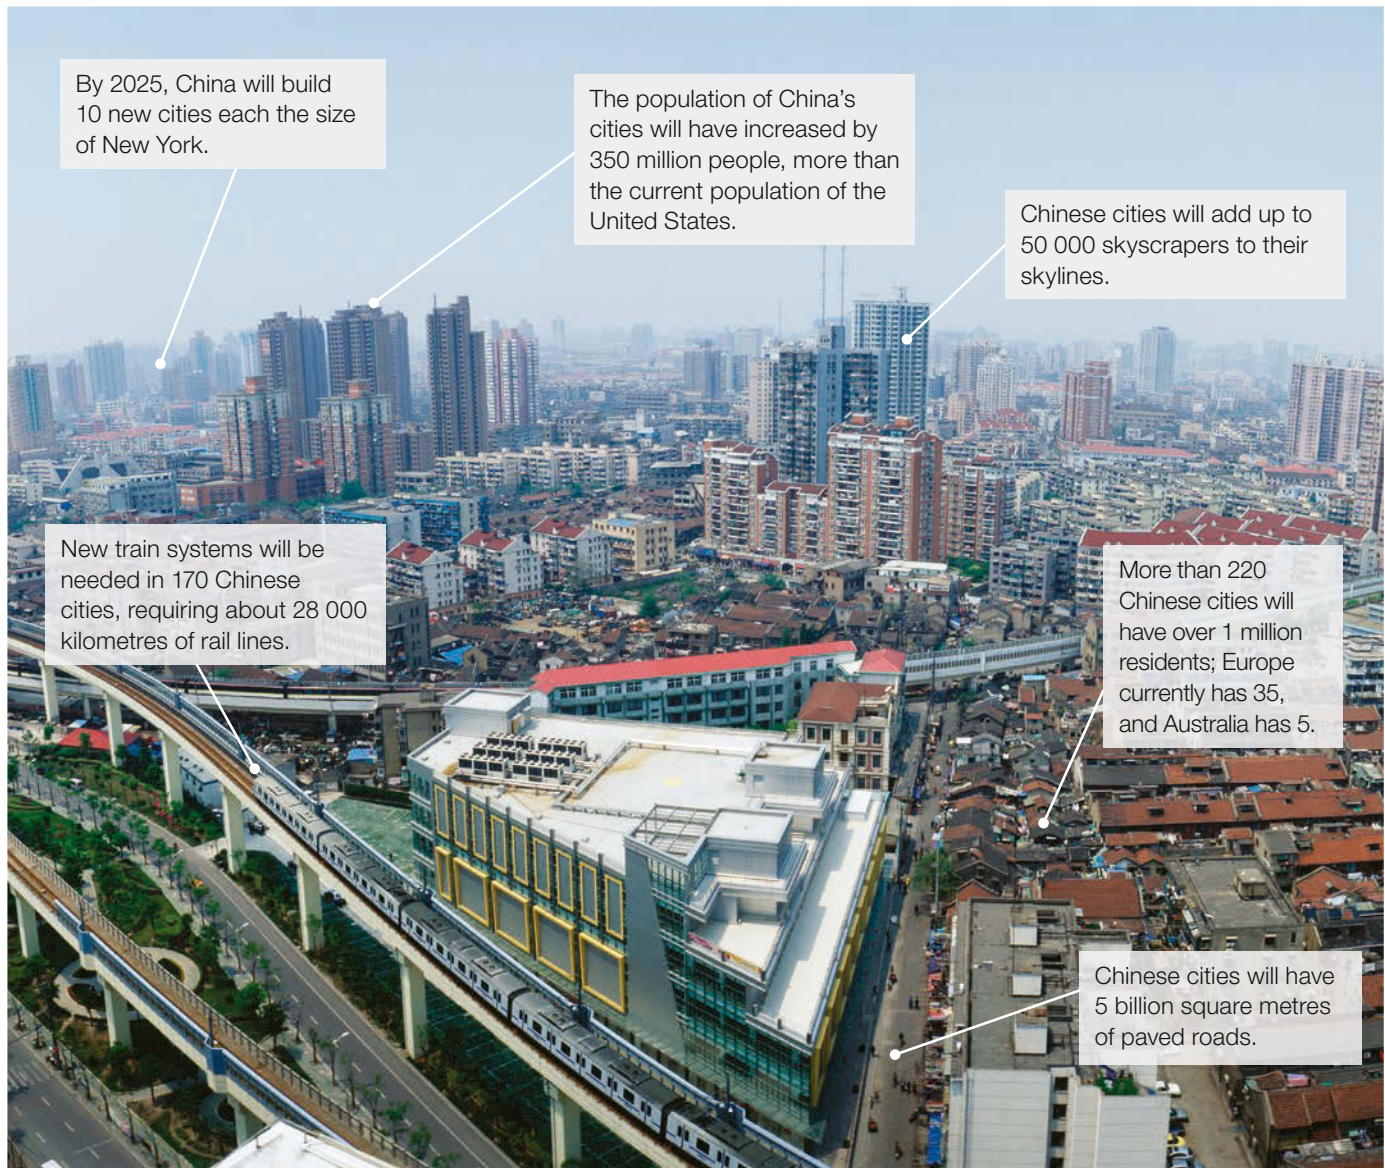 By 2025, China will build
10 new cities each the size
of New York.
The population of China’s
cities will have increased by
350 million people, more than
the current population of the
United States.
Chinese cities will add up to
50 000 skyscrapers to their
skylines.
New train systems will be
needed in 170 Chinese
cities, requiring about 28 000
kilometres of rail lines.
More than 220
Chinese cities will
have over 1 million
residents; Europe
currently has 35,
and Australia has 5.
Chinese cities will have
5 billion square metres
of paved roads.